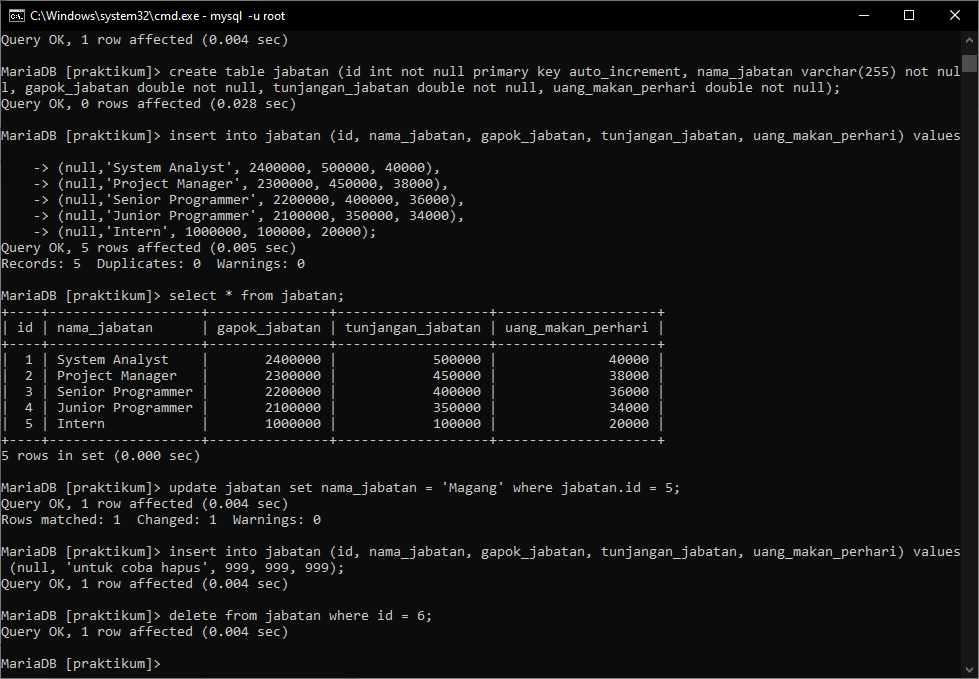 C:\Windows\system32\cmd.exe - mysql  -u root
Query OK, 1 row affected (0.004 sec)
MariaDB [praktikum]> create table jabatan (id int not null primary key auto_increment, nama_jabatan varchar(255) not nul
l, gapok_jabatan double not null, tunjangan_jabatan double not null, uang_makan_perhari double not null);
Query OK, 0 rows affected (0.028 sec)
MariaDB [praktikum]> insert into jabatan (id, nama_jabatan, gapok_jabatan, tunjangan_jabatan, uang_makan_perhari) values
    -> (null,'System Analyst', 2400000, 500000, 40000),
    -> (null,'Project Manager', 2300000, 450000, 38000),
    -> (null,'Senior Programmer', 2200000, 400000, 36000),
    -> (null,'Junior Programmer', 2100000, 350000, 34000),
    -> (null,'Intern', 1000000, 100000, 20000);
Query OK, 5 rows affected (0.005 sec)
Records: 5  Duplicates: 0  Warnings: 0
MariaDB [praktikum]> select * from jabatan;
+----+-------------------+---------------+-------------------+--------------------+
| id | nama_jabatan      | gapok_jabatan | tunjangan_jabatan | uang_makan_perhari |
+----+-------------------+---------------+-------------------+--------------------+
|  1 | System Analyst    |       2400000 |            500000 |              40000 |
|  2 | Project Manager   |       2300000 |            450000 |              38000 |
|  3 | Senior Programmer |       2200000 |            400000 |              36000 |
|  4 | Junior Programmer |       2100000 |            350000 |              34000 |
|  5 | Intern            |       1000000 |            100000 |              20000 |
+----+-------------------+---------------+-------------------+--------------------+
5 rows in set (0.000 sec)
MariaDB [praktikum]> update jabatan set nama_jabatan = 'Magang' where jabatan.id = 5;
Query OK, 1 row affected (0.004 sec)
Rows matched: 1  Changed: 1  Warnings: 0
MariaDB [praktikum]> insert into jabatan (id, nama_jabatan, gapok_jabatan, tunjangan_jabatan, uang_makan_perhari) values
 (null, 'untuk coba hapus', 999, 999, 999);
Query OK, 1 row affected (0.004 sec)
MariaDB [praktikum]> delete from jabatan where id = 6;
Query OK, 1 row affected (0.004 sec)
MariaDB [praktikum]>